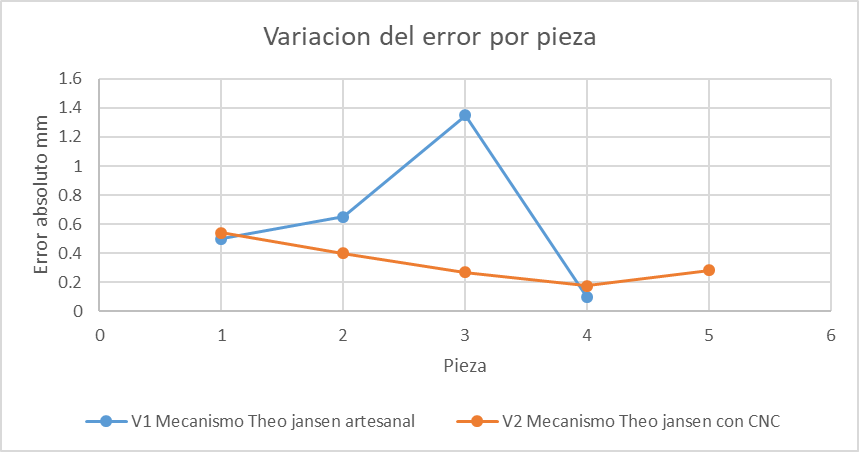 Variacion del error por pieza
Error absoluto mm
1.6
1.4
1.2
1
0.8
0.6
0.4
0.2
0
0 1 2 3 4 5 6
Pieza
V1 Mecanismo Theo jansen artesanal V2 Mecanismo Theo jansen con CNC